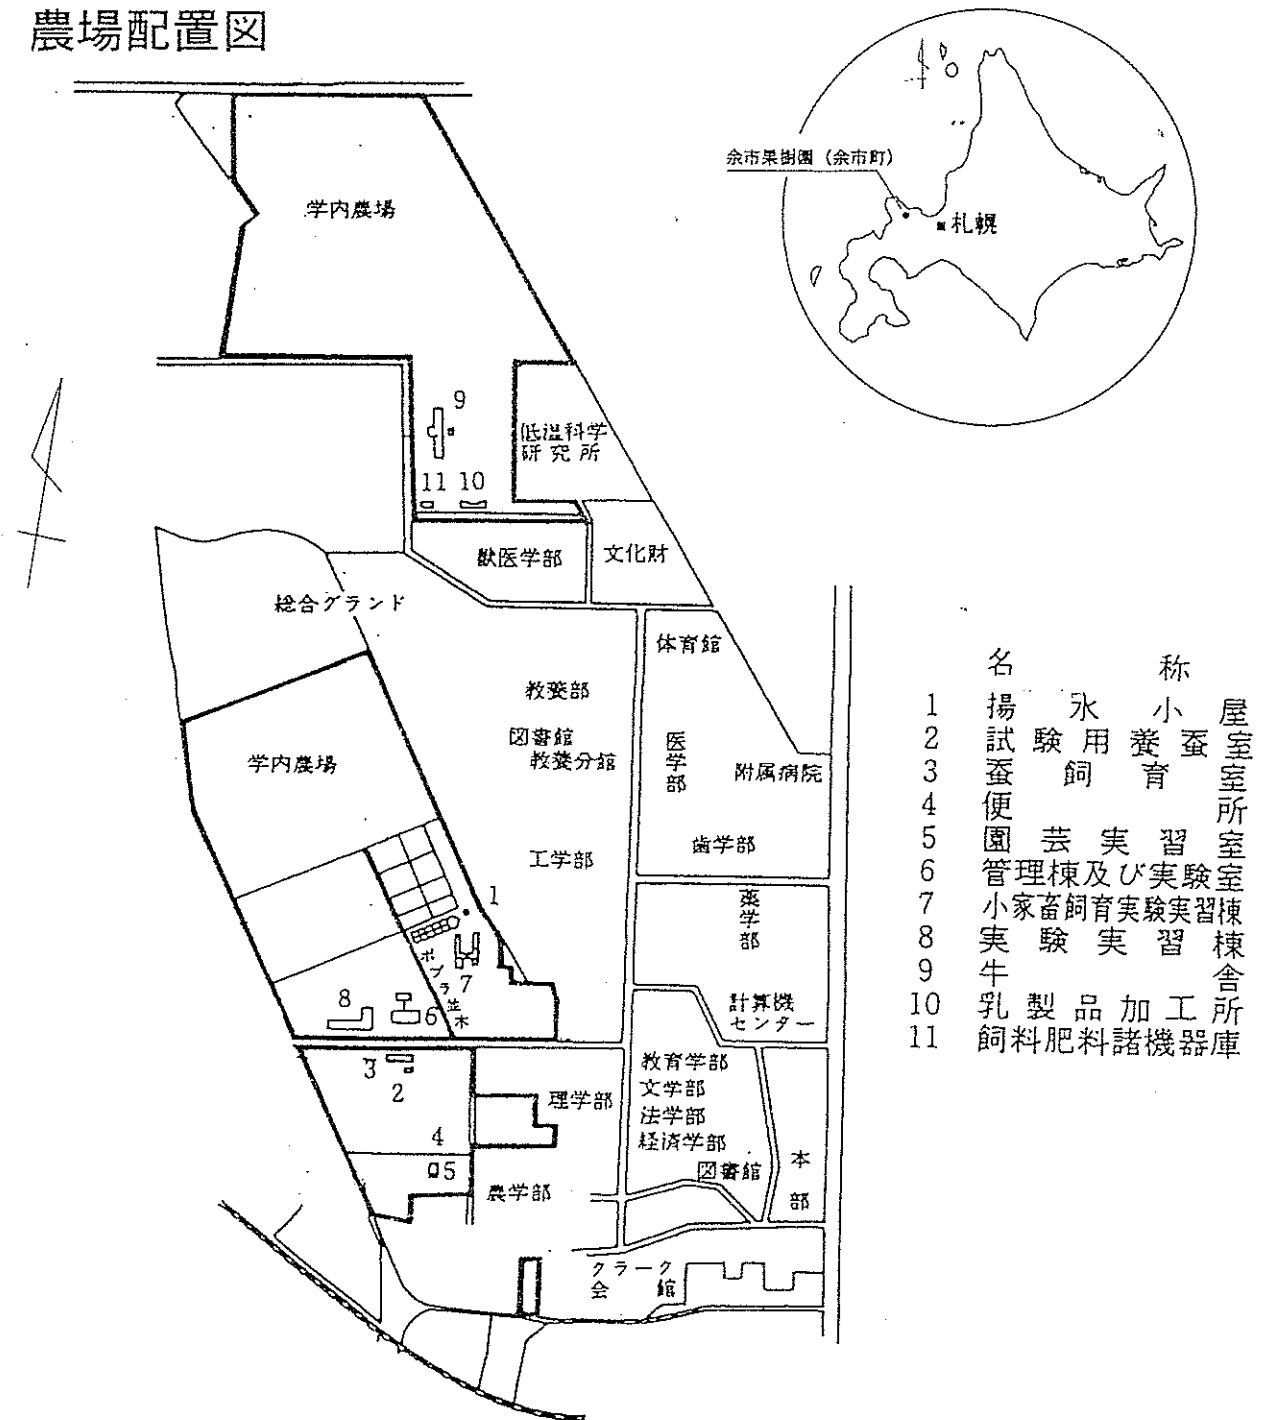 農場配置図
余市果樹園（余市町）
札幌
学内農場
9
低温科学
研究所
11 10
獣医学部
文化財
総合グランド
体育館
教養部
図書館
教養分館
医学部
附属病院
学内農場
歯学部
工学部
1
薬学部
ポプラ並木
7
8
6
計算機
センター
3
2
理学部
教育学部
文学部
法学部
経済学部
図書館
本部
4
5
農学部
クラーク
会館
名称
1 揚水小屋
2 試験用養蚕室
3 蚕飼育室
4 便所
5 園芸実習室
6 管理棟及び実験室
7 小家畜飼育実験実習棟
8 実験実習棟
9 牛舎
10 乳製品加工所
11 飼料肥料諸機器庫